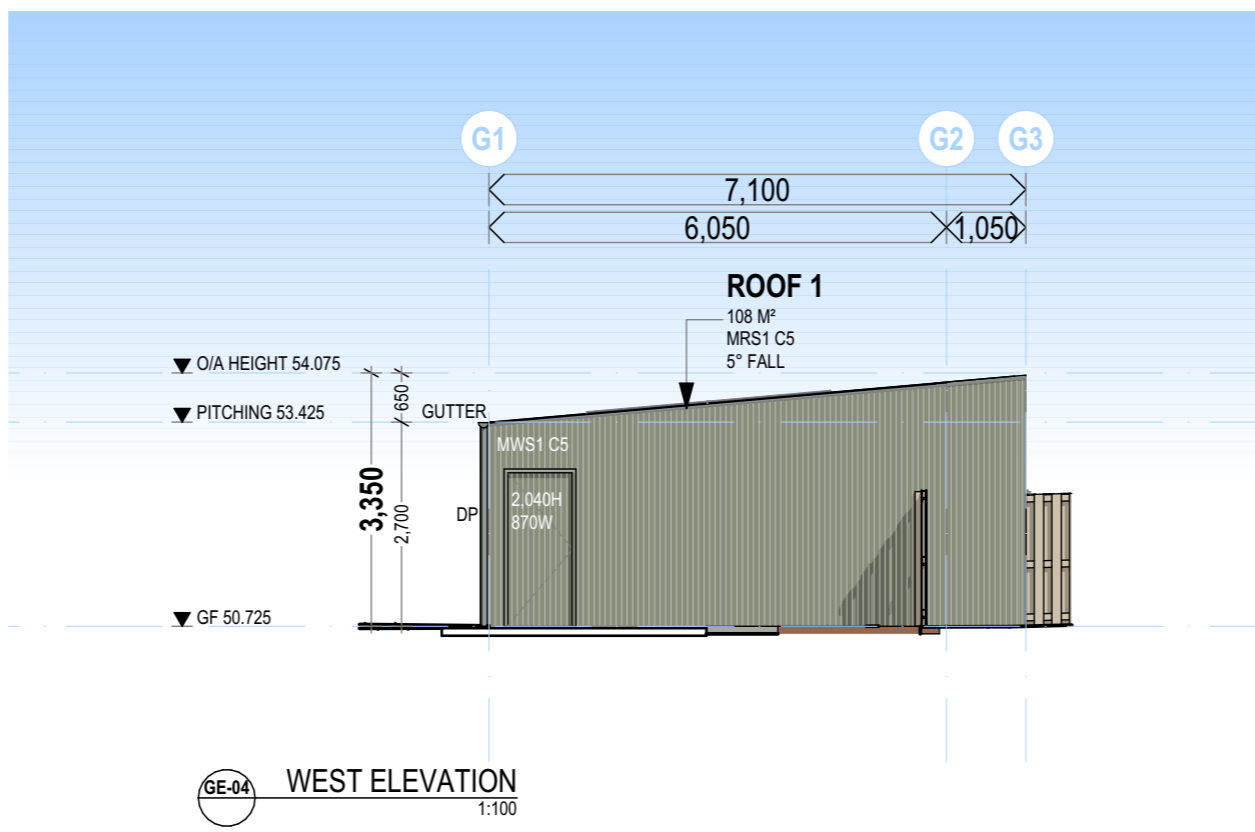 G1
G2
G3
7,100
6,050
1,050
ROOF 1
108 M²
MRS1 C5
5° FALL
O/A HEIGHT 54.075
650
PITCHING 53.425
GUTTER
MWS1 C5
3,350
2,700
DP
2,040H
870W
GF 50.725
GE-04
WEST ELEVATION
1:100